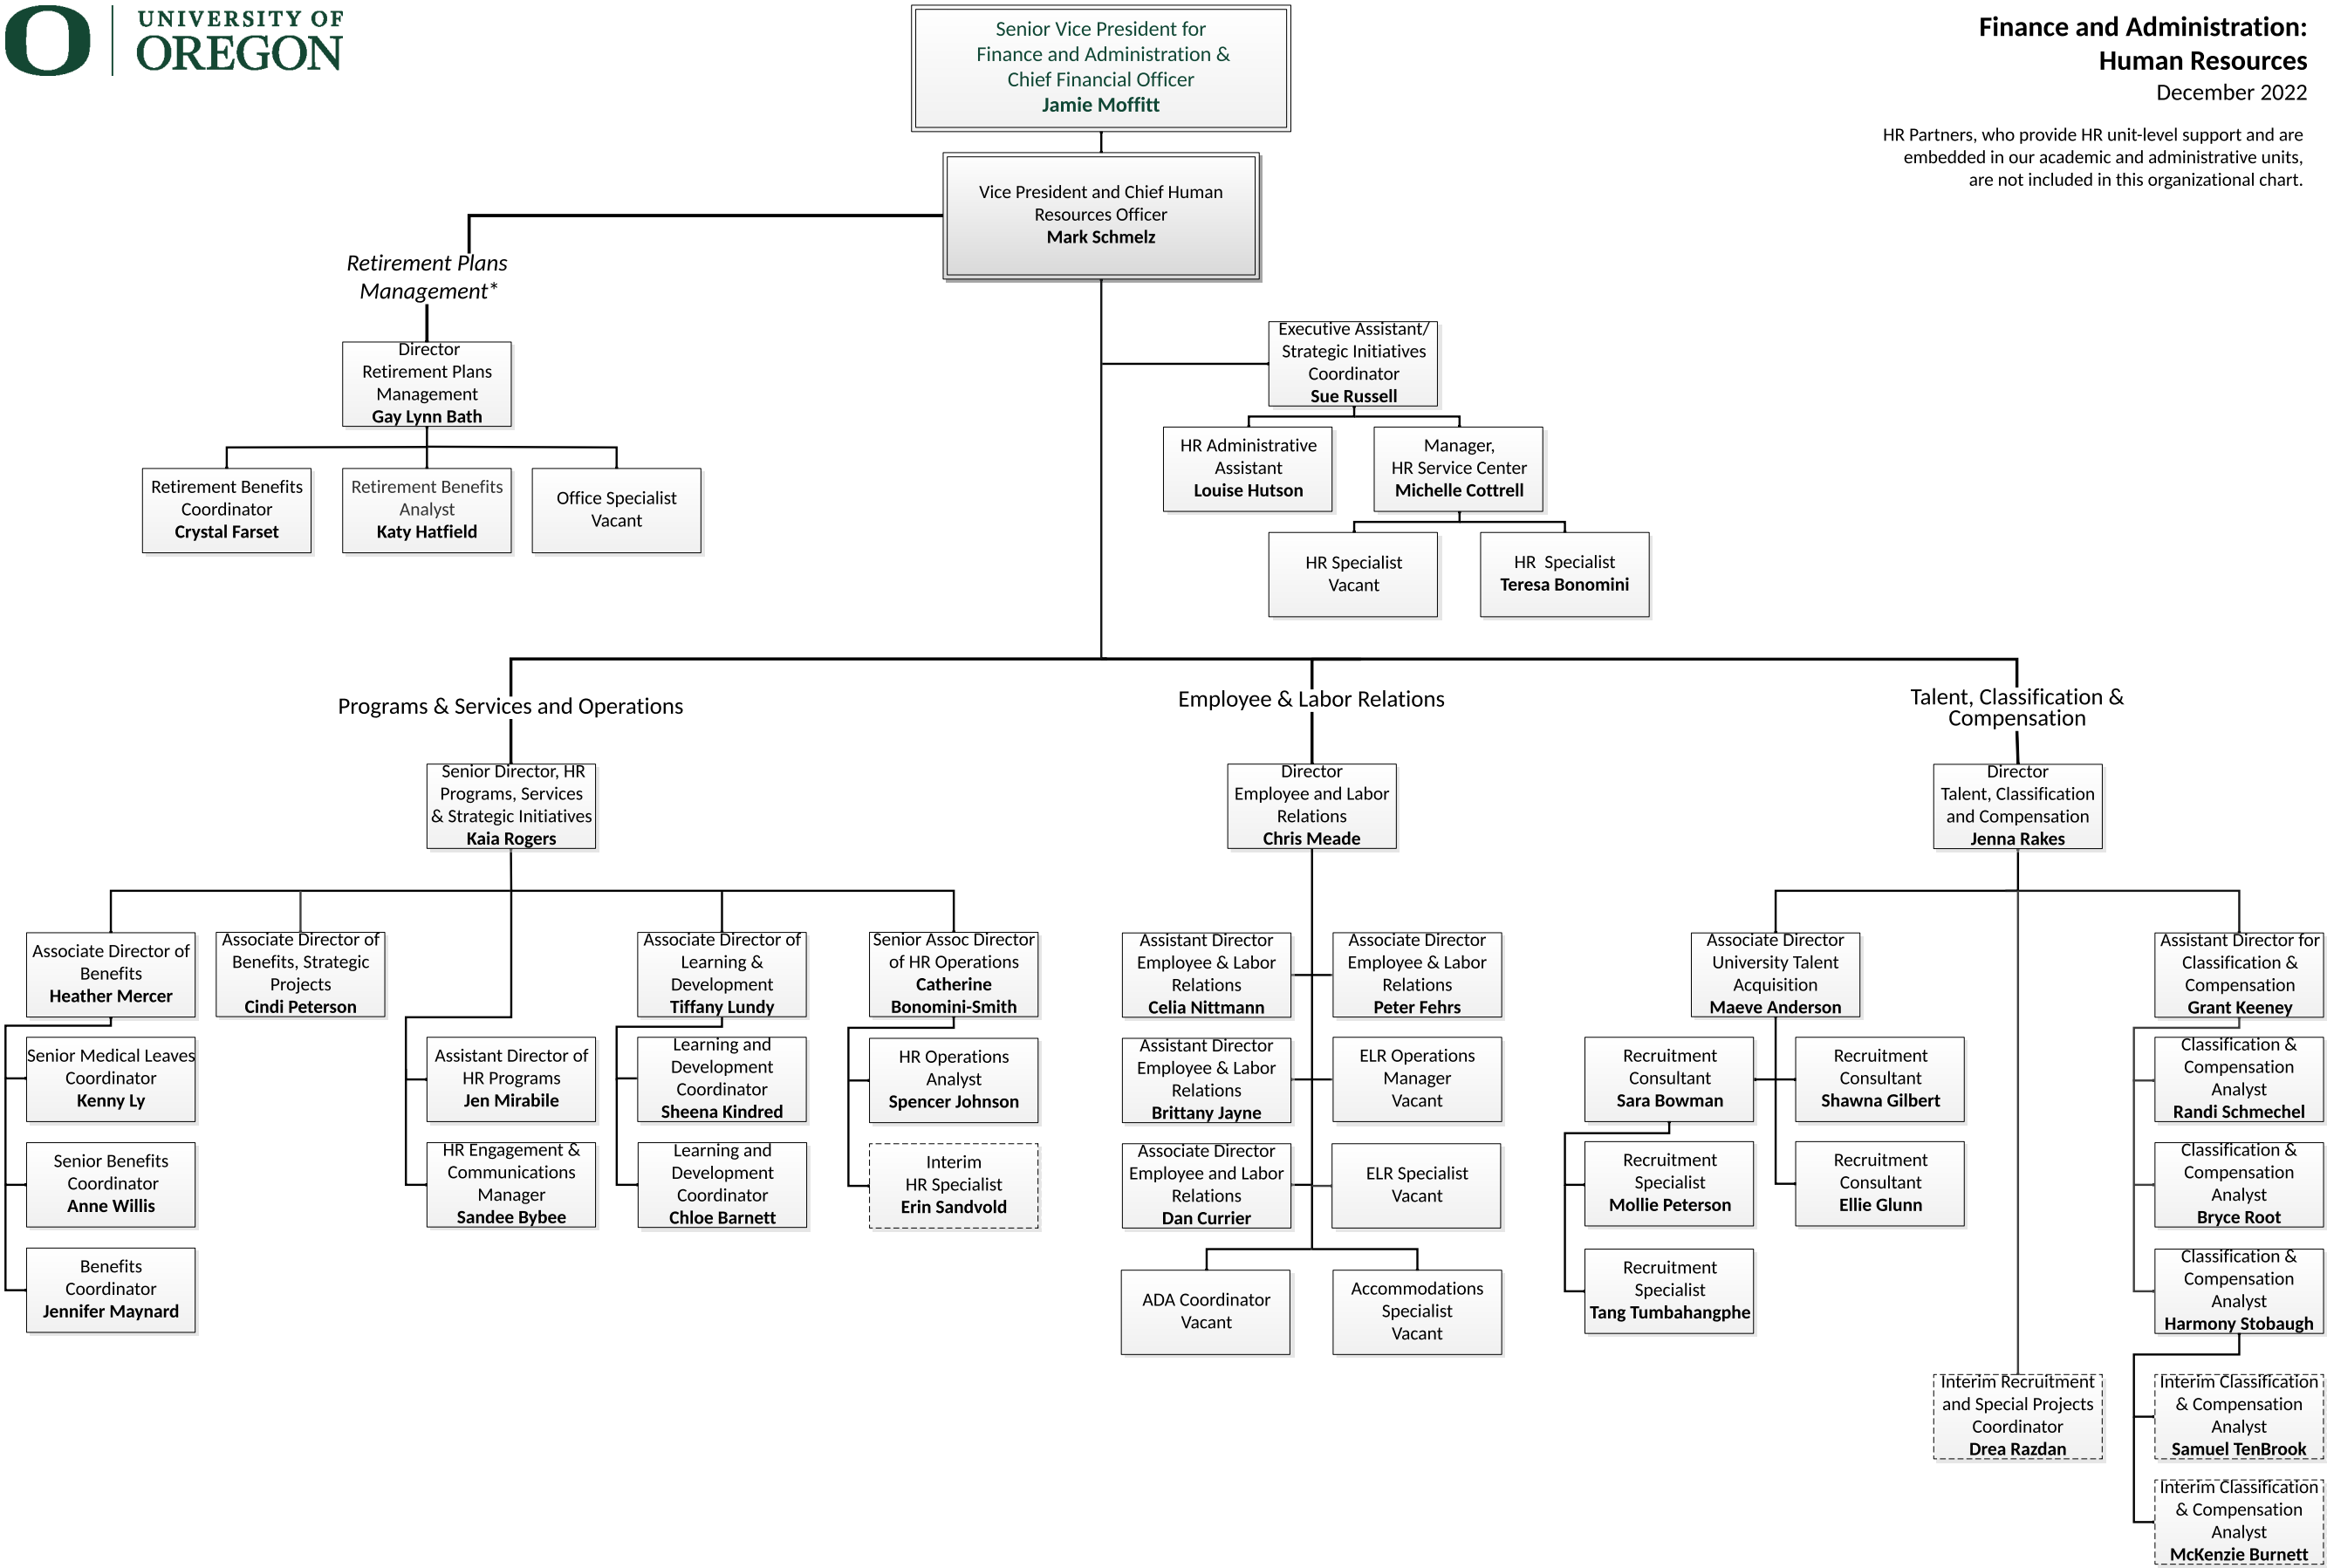 UNIVERSITY OF
OREGON
Senior Vice President for
Finance and Administration &
Chief Financial Officer
Jamie Moffitt
Finance and Administration:
Human Resources
December 2022
HR Partners, who provide HR unit-level support and are
embedded in our academic and administrative units,
are not included in this organizational chart.
Vice President and Chief Human
Resources Officer
Mark Schmelz
Retirement Plans
Management*
Director
Retirement Plans
Management
Gay Lynn Bath
Retirement Benefits
Coordinator
Crystal Farset
Retirement Benefits
Analyst
Katy Hatfield
Office Specialist
Vacant
Executive Assistant/
Strategic Initiatives
Coordinator
Sue Russell
HR Administrative
Assistant
Louise Hutson
Manager,
HR Service Center
Michelle Cottrell
HR Specialist
Vacant
HR  Specialist
Teresa Bonomini
Programs & Services and Operations
Senior Director, HR
Programs, Services
& Strategic Initiatives
Kaia Rogers
Associate Director of
Benefits
Heather Mercer
Senior Medical Leaves
Coordinator
Kenny Ly
Senior Benefits
Coordinator
Anne Willis
Benefits
Coordinator
Jennifer Maynard
Associate Director of
Benefits, Strategic
Projects
Cindi Peterson
Assistant Director of
HR Programs
Jen Mirabile
HR Engagement &
Communications
Manager
Sandee Bybee
Associate Director of
Learning &
Development
Tiffany Lundy
Learning and
Development
Coordinator
Sheena Kindred
Learning and
Development
Coordinator
Chloe Barnett
Senior Assoc Director
of HR Operations
Catherine
Bonomini-Smith
HR Operations
Analyst
Spencer Johnson
Interim
HR Specialist
Erin Sandvold
Employee & Labor Relations
Director
Employee and Labor
Relations
Chris Meade
Assistant Director
Employee & Labor
Relations
Celia Nittmann
Associate Director
Employee & Labor
Relations
Peter Fehrs
Assistant Director
Employee & Labor
Relations
Brittany Jayne
ELR Operations
Manager
Vacant
Associate Director
Employee and Labor
Relations
Dan Currier
ELR Specialist
Vacant
ADA Coordinator
Vacant
Accommodations
Specialist
Vacant
Talent, Classification &
Compensation
Director
Talent, Classification
and Compensation
Jenna Rakes
Associate Director
University Talent
Acquisition
Maeve Anderson
Recruitment
Consultant
Sara Bowman
Recruitment
Consultant
Shawna Gilbert
Recruitment
Specialist
Mollie Peterson
Recruitment
Consultant
Ellie Glunn
Recruitment
Specialist
Tang Tumbahangphe
Interim Recruitment
and Special Projects
Coordinator
Drea Razdan
Assistant Director for
Classification &
Compensation
Grant Keeney
Classification &
Compensation
Analyst
Randi Schmechel
Classification &
Compensation
Analyst
Bryce Root
Classification &
Compensation
Analyst
Harmony Stobaugh
Interim Classification
& Compensation
Analyst
Samuel TenBrook
Interim Classification
& Compensation
Analyst
McKenzie Burnett